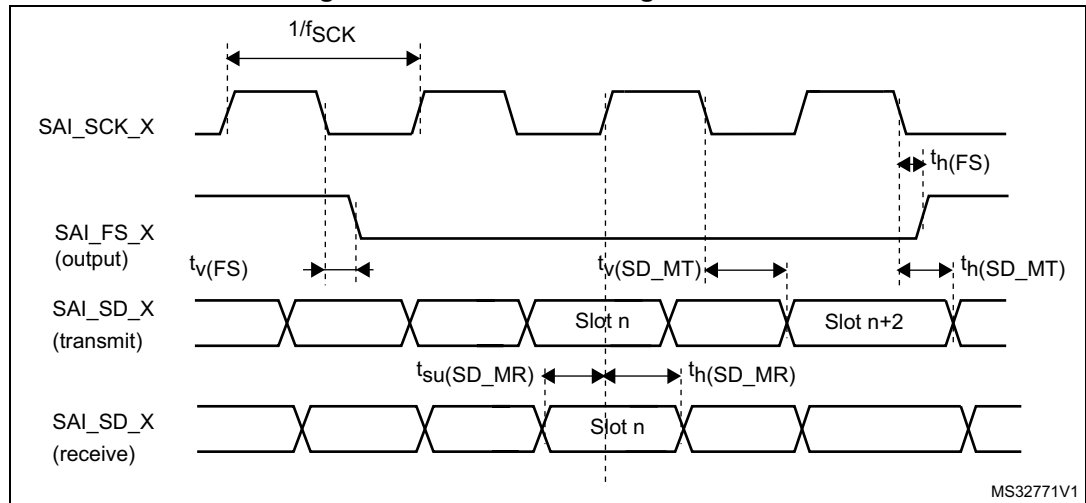 1/fSCK
SAI_SCK_X
th(FS)
SAI_FS_X
(output)
tv(FS)
tv(SD_MT)
th(SD_MT)
SAI_SD_X
(transmit)
Slot n
Slot n+2
tsu(SD_MR)
th(SD_MR)
SAI_SD_X
(receive)
Slot n
MS32771V1